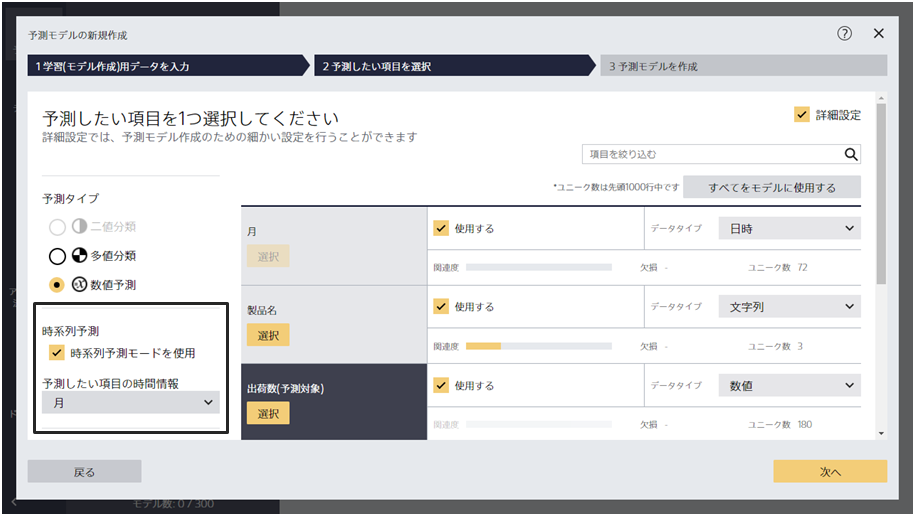 予測モデルの新規作成
?
1 学習(モデル作成)用データを入力
2 予測したい項目を選択
3 予測モデルを作成
予測したい項目を1つ選択してください
詳細設定では、予測モデル作成のための細かい設定を行うことができます
詳細設定
項目を絞り込む
*ユニーク数は先頭1000行中です
すべてをモデルに使用する
予測タイプ
二値分類
多値分類
数値予測
時系列予測
時系列予測モードを使用
予測したい項目の時間情報
月
月
選択
使用する
データタイプ
日時
関連度
欠損 -
ユニーク数 72
製品名
選択
使用する
データタイプ
文字列
関連度
欠損 -
ユニーク数 3
出荷数(予測対象)
選択
使用する
データタイプ
数値
関連度
欠損 -
ユニーク数 180
戻る
次へ
モデル数: 0 / 300